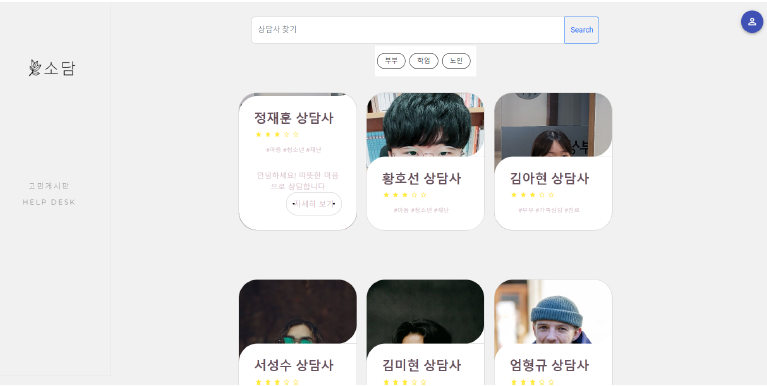 상담사 찾기
Search
부부
학업
노인
소담
고민게시판
HELP DESK
정재훈 상담사
#아동 #청소년 #재난
안녕하세요! 따뜻한 마음
으로 상담합니다
자세히 보기
황호선 상담사
#아동 #청소년 #재난
김아현 상담사
#부부 #가족상담 #진로
서성수 상담사
김미현 상담사
엄형규 상담사